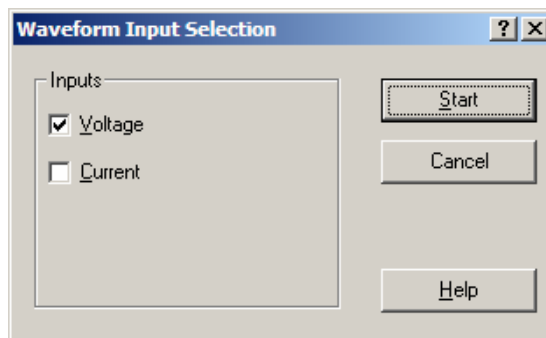 Waveform Input Selection
Inputs
Voltage
Current
Start
Cancel
Help